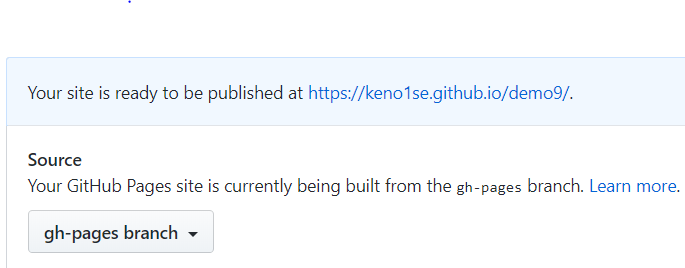 Your site is ready to be published at https://keno1se.github.io/demo9/.
Source
Your GitHub Pages site is currently being built from the gh-pages branch. Learn more.
gh-pages branch